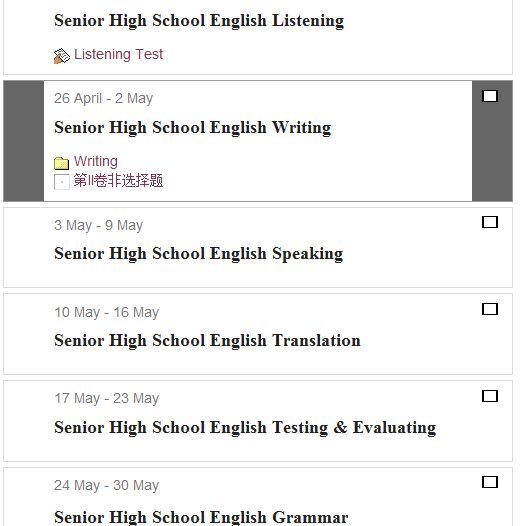 Senior High School English Listening
Listening Test
26 April - 2 May
Senior High School English Writing
Writing
第II卷非选择题
3 May - 9 May
Senior High School English Speaking
10 May - 16 May
Senior High School English Translation
17 May - 23 May
Senior High School English Testing & Evaluating
24 May - 30 May
Senior High School English Grammar